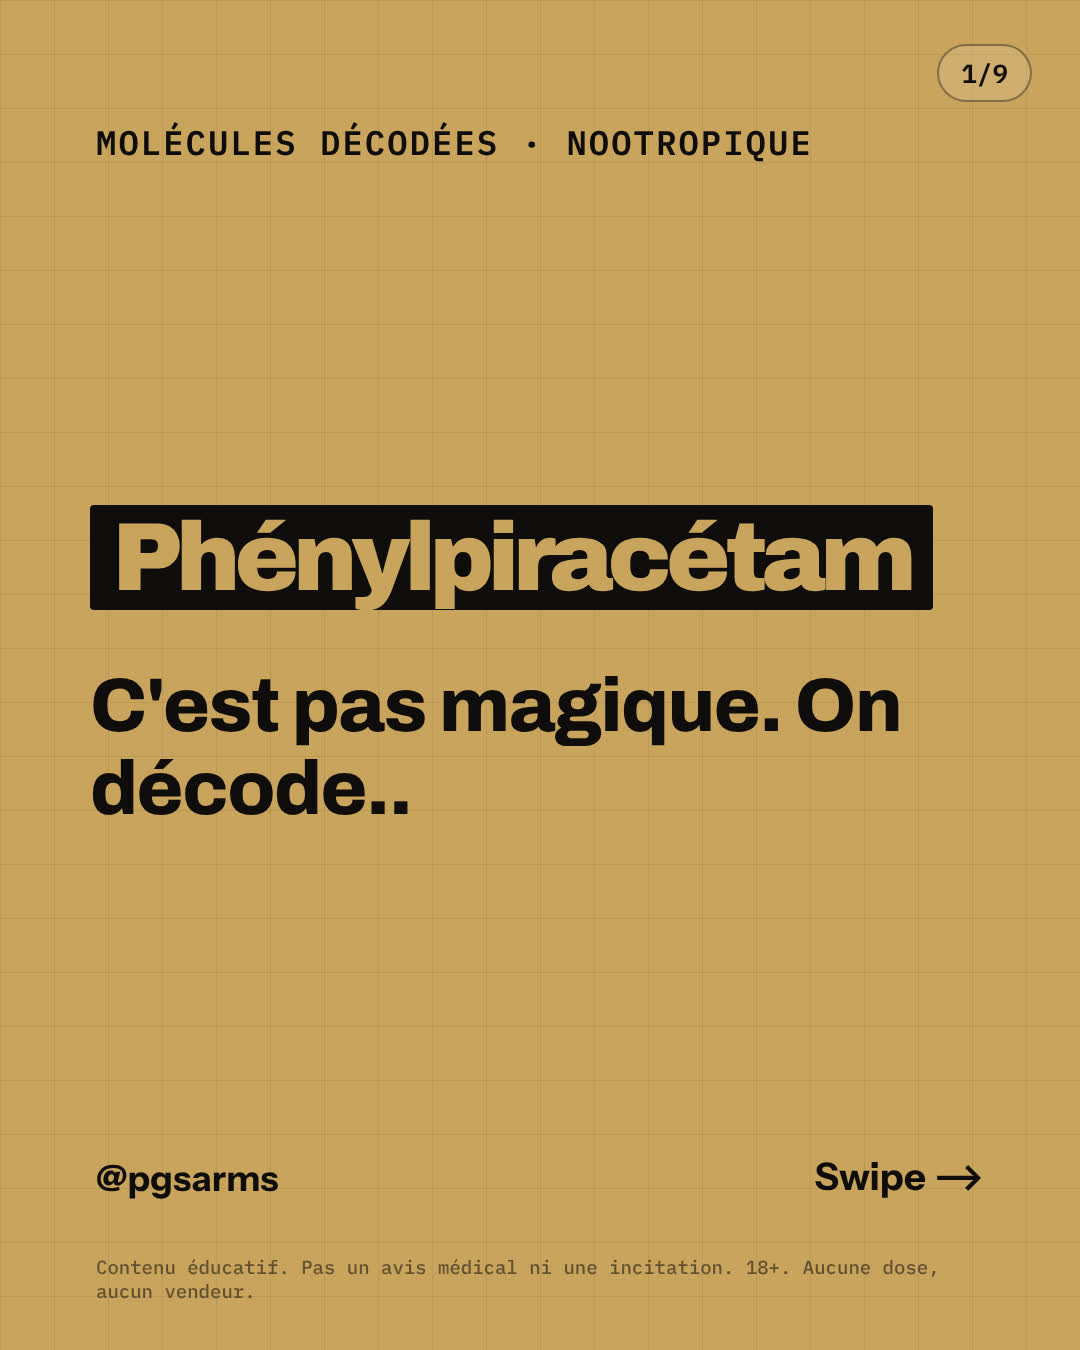 1/9
MOLÉCULES DÉCODÉES · NOOTROPIQUE
Phénylpiracétam
C'est pas magique. On
décode..
@pgsarms
Swipe →
Contenu éducatif. Pas un avis médical ni une incitation. 18+. Aucune dose,
aucun vendeur.